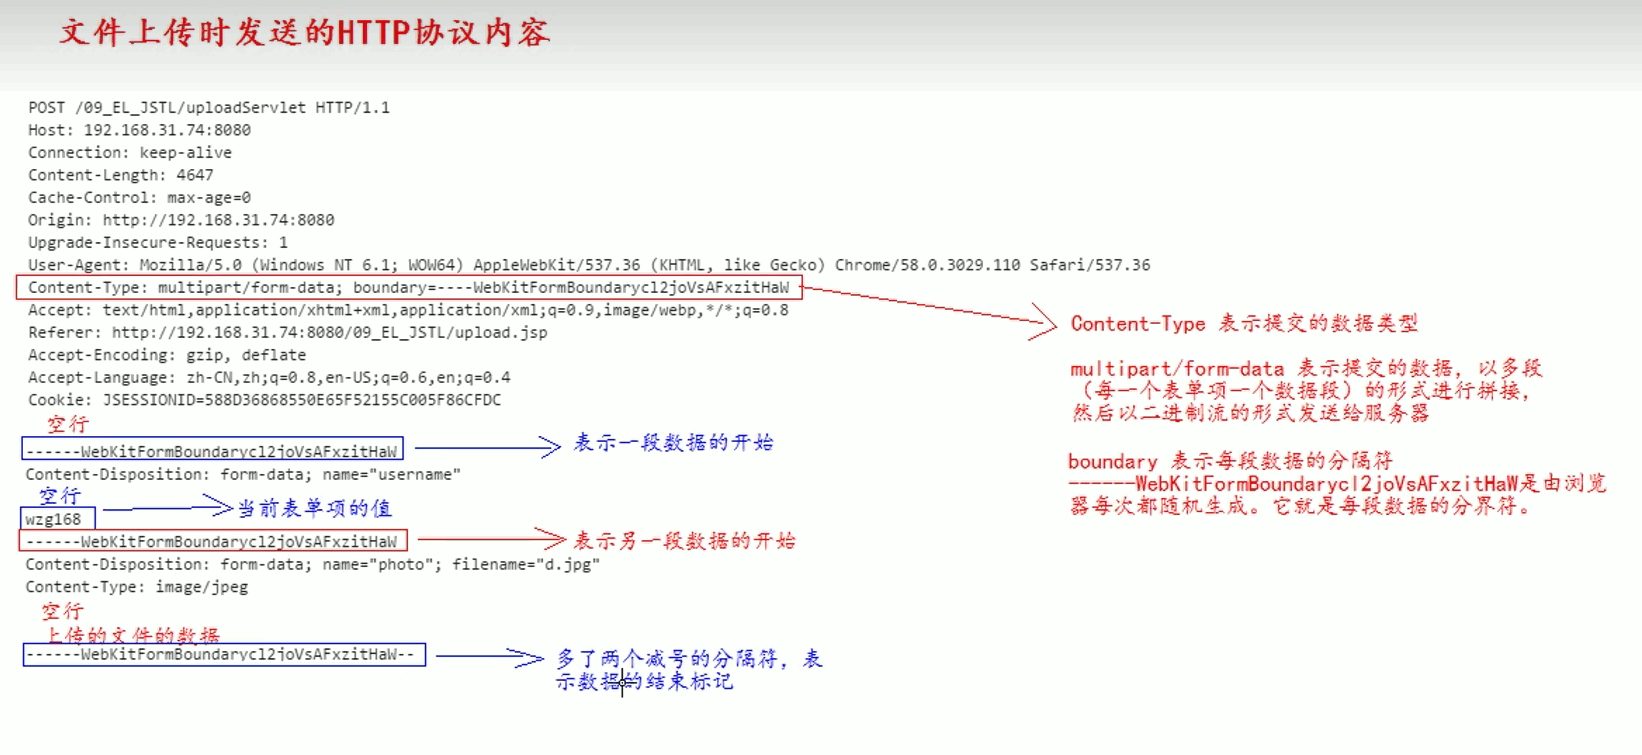 文件上传时发送的HTTP协议内容
POST /09_EL_JSTL/uploadServlet HTTP/1.1
Host: 192.168.31.74:8080
Connection: keep-alive
Content-Length: 4647
Cache-Control: max-age=0
Origin: http://192.168.31.74:8080
Upgrade-Insecure-Requests: 1
User-Agent: Mozilla/5.0 (Windows NT 6.1; WOW64) AppleWebKit/537.36 (KHTML, like Gecko) Chrome/58.0.3029.110 Safari/537.36
Content-Type: multipart/form-data; boundary=----WebKitFormBoundarycl2joVsAFxzitHaW
Accept: text/html,application/xhtml+xml,application/xml;q=0.9,image/webp,*/*;q=0.8
Referer: http://192.168.31.74:8080/09_EL_JSTL/upload.jsp
Accept-Encoding: gzip, deflate
Accept-Language: zh-CN,zh;q=0.8,en-US;q=0.6,en;q=0.4
Cookie: JSESSIONID=588D36868550E65F52155C005F86CFDC
空行
------WebKitFormBoundarycl2joVsAFxzitHaW
表示一段数据的开始
Content-Disposition: form-data; name="username"
空行
wzg168
当前表单项的值
------WebKitFormBoundarycl2joVsAFxzitHaW
表示另一段数据的开始
Content-Disposition: form-data; name="photo"; filename="d.jpg"
Content-Type: image/jpeg
空行
上传的文件的数据
------WebKitFormBoundarycl2joVsAFxzitHaW--
多了两个减号的分隔符，表
示数据的结束标记
Content-Type 表示提交的数据类型
multipart/form-data 表示提交的数据，以多段
（每一个表单项一个数据段）的形式进行拼接，
然后以二进制流的形式发送给服务器
boundary 表示每段数据的分隔符
------WebKitFormBoundarycl2joVsAFxzitHaW是由浏览
器每次都随机生成。它就是每段数据的分界符。